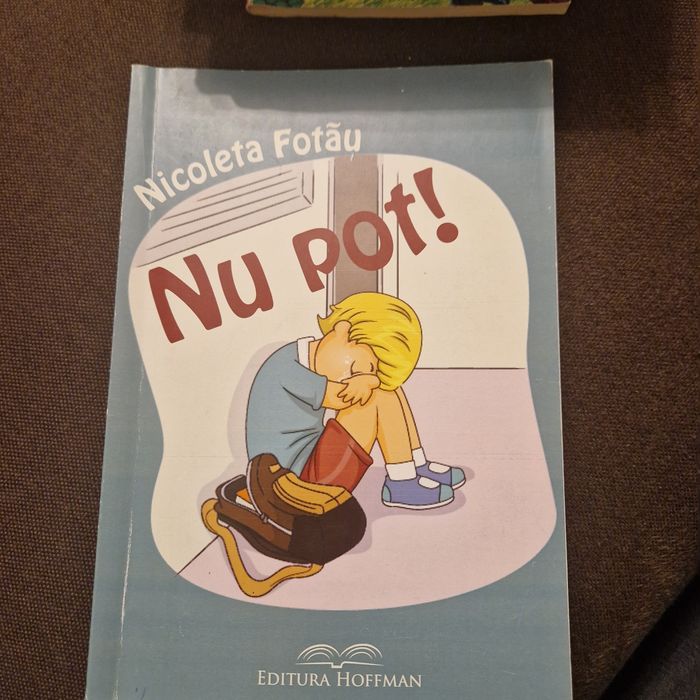 Nicoleta Fotău
Nu pot!
EDITURA HOFFMAN